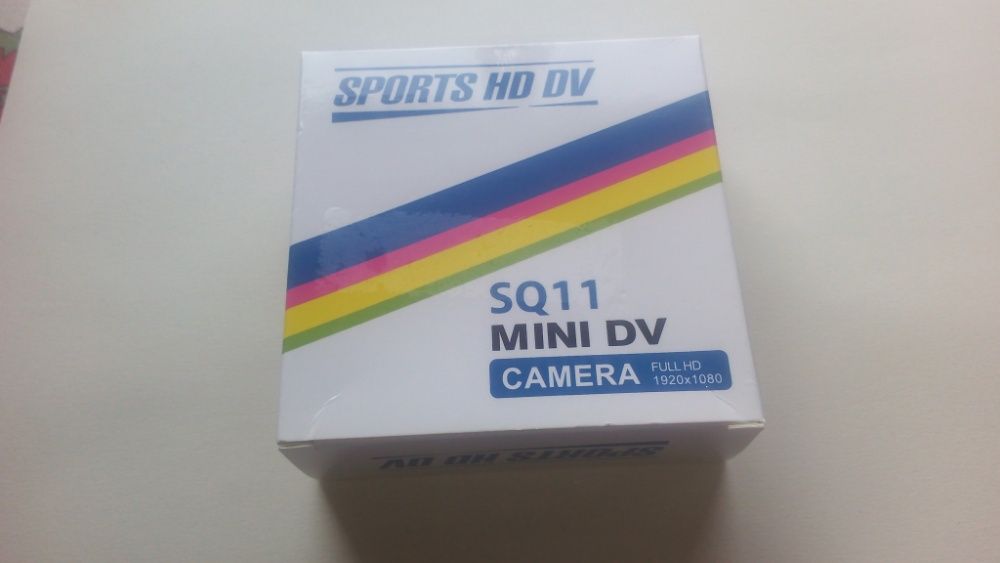 SPORTS HD DV
SQ11
MINI DV
CAMERA
FULL HD
1920x1080
SPORTS HD DV